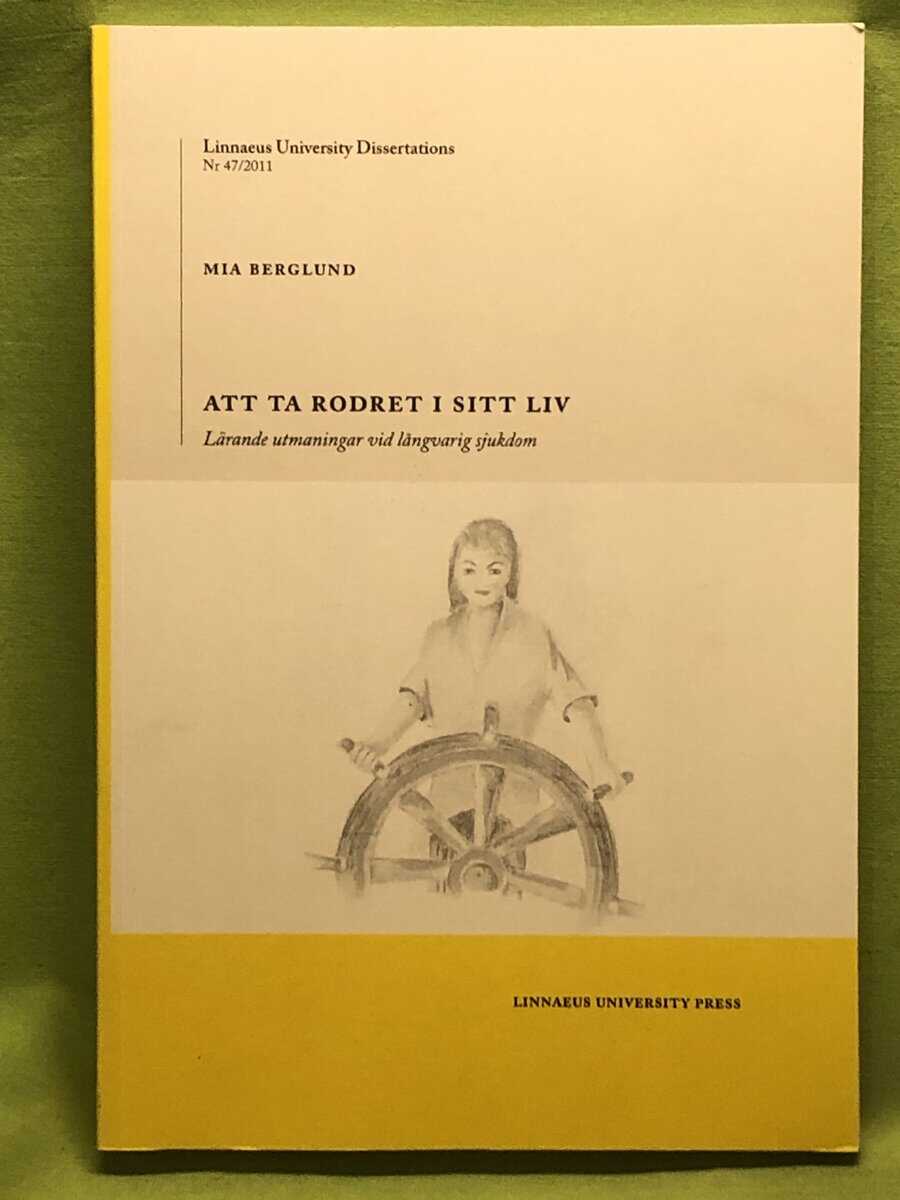 Linnaeus University Dissertations
Nr 47/2011
MIA BERGLUND
ATT TA RODRET I SITT LIV
Lärande utmaningar vid långvarig sjukdom
LINNAEUS UNIVERSITY PRESS